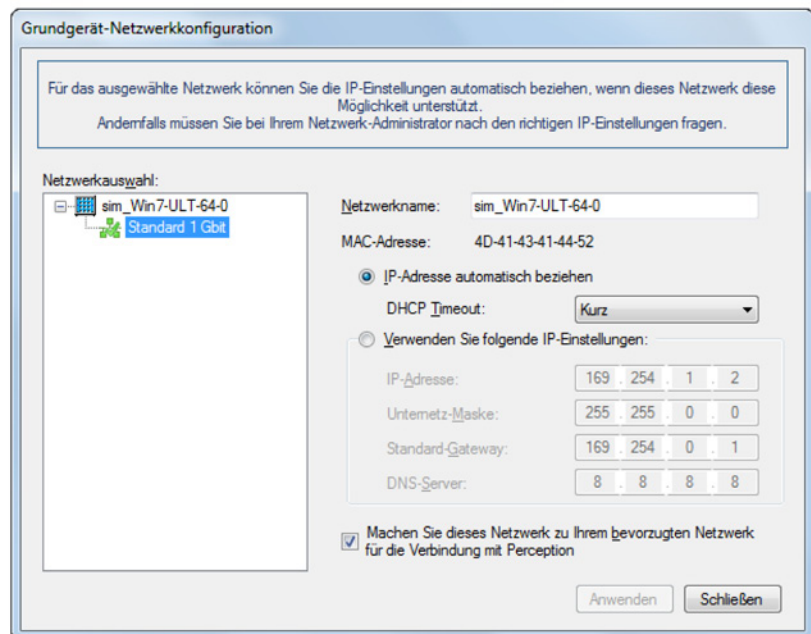 Grundgerät-Netzwerkkonfiguration
Für das ausgewählte Netzwerk können Sie die IP-Einstellungen automatisch beziehen, wenn dieses Netzwerk diese
Möglichkeit unterstützt.
Andernfalls müssen Sie bei Ihrem Netzwerk-Administrator nach den richtigen IP-Einstellungen fragen.
Netzwerkauswahl:
sim_Win7-ULT-64-0
Standard 1 Gbit
Netzwerkname: sim_Win7-ULT-64-0
MAC-Adresse: 4D-41-43-41-44-52
IP-Adresse automatisch beziehen
DHCP Timeout: Kurz
Verwenden Sie folgende IP-Einstellungen:
IP-Adresse: 169 . 254 . 1 . 2
Unternetz-Maske: 255 . 255 . 0 . 0
Standard-Gateway: 169 . 254 . 0 . 1
DNS-Server: 8 . 8 . 8 . 8
Machen Sie dieses Netzwerk zu Ihrem bevorzugten Netzwerk
für die Verbindung mit Perception
Anwenden Schließen